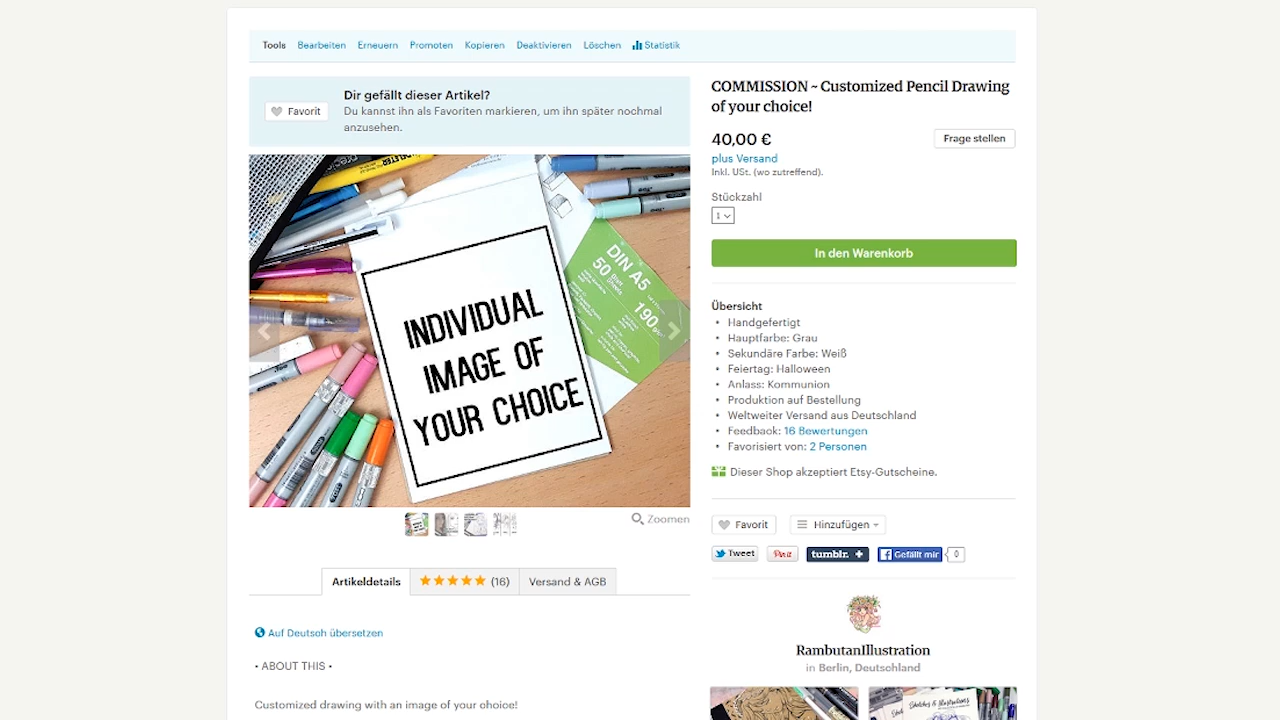 Tools Bearbeiten Erneuern Promoten Kopieren Deaktivieren Löschen Statistik
Favorit
Dir gefällt dieser Artikel?
Du kannst ihn als Favoriten markieren, um ihn später nochmal
anzusehen.
INDIVIDUAL
IMAGE OF
YOUR CHOICE
DIN A5
50 Blatt
Sheets
190
Zoomen
Artikeldetails (16) Versand & AGB
Auf Deutsch übersetzen
• ABOUT THIS •
Customized drawing with an image of your choice!
COMMISSION ~ Customized Pencil Drawing
of your choice!
40,00 €
Frage stellen
plus Versand
Inkl. USt. (wo zutreffend).
Stückzahl
1
In den Warenkorb
Übersicht
• Handgefertigt
• Hauptfarbe: Grau
• Sekundäre Farbe: Weiß
• Feiertag: Halloween
• Anlass: Kommunion
• Produktion auf Bestellung
• Weltweiter Versand aus Deutschland
• Feedback: 16 Bewertungen
• Favorisiert von: 2 Personen
Dieser Shop akzeptiert Etsy-Gutscheine.
Favorit Hinzufügen
Tweet Pin it tumblr. + Gefällt mir 0
RambutanIllustration
in Berlin, Deutschland
Sketches & Illustrations